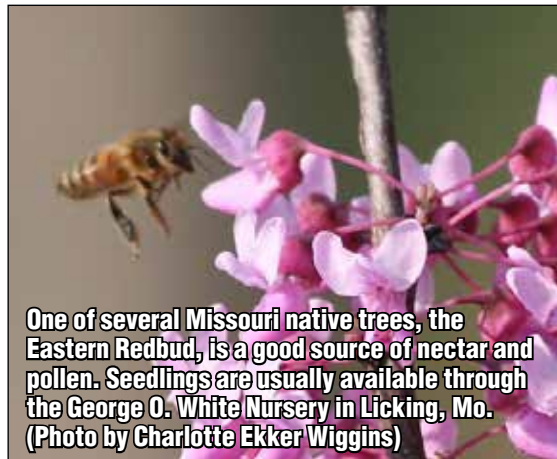 One of several Missouri native trees, the
Eastern Redbud, is a good source of nectar and
pollen. Seedlings are usually available through
the George O. White Nursery in Licking, Mo.
(Photo by Charlotte Ekker Wiggins)